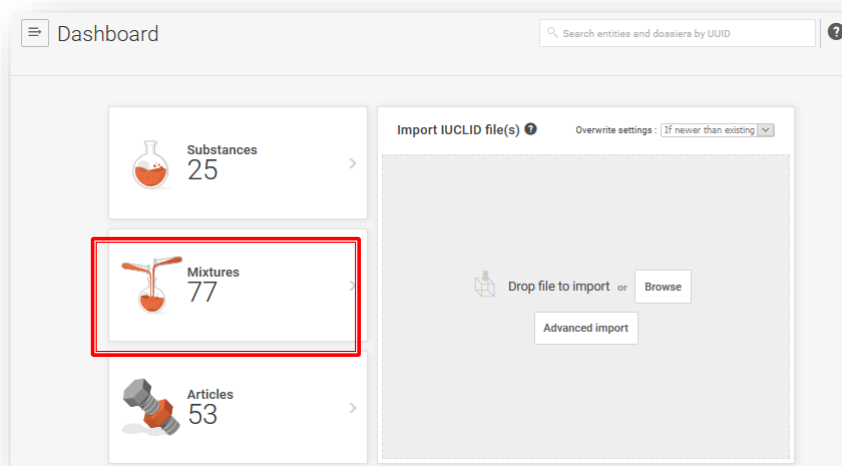 Dashboard
Search entities and dossiers by UUID
?
Substances
25
Mixtures
77
Articles
53
Import IUCLID file(s) ?
Overwrite settings : If newer than existing
Drop file to import or Browse
Advanced import